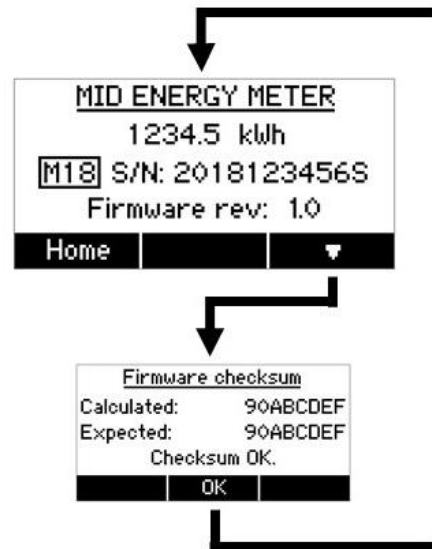 MID ENERGY METER
1234.5 kWh
M18 S/N: 2018123456S
Firmware rev: 1.0
Home ▼
Firmware checksum
Calculated: 90ABCDEF
Expected: 90ABCDEF
Checksum OK.
OK